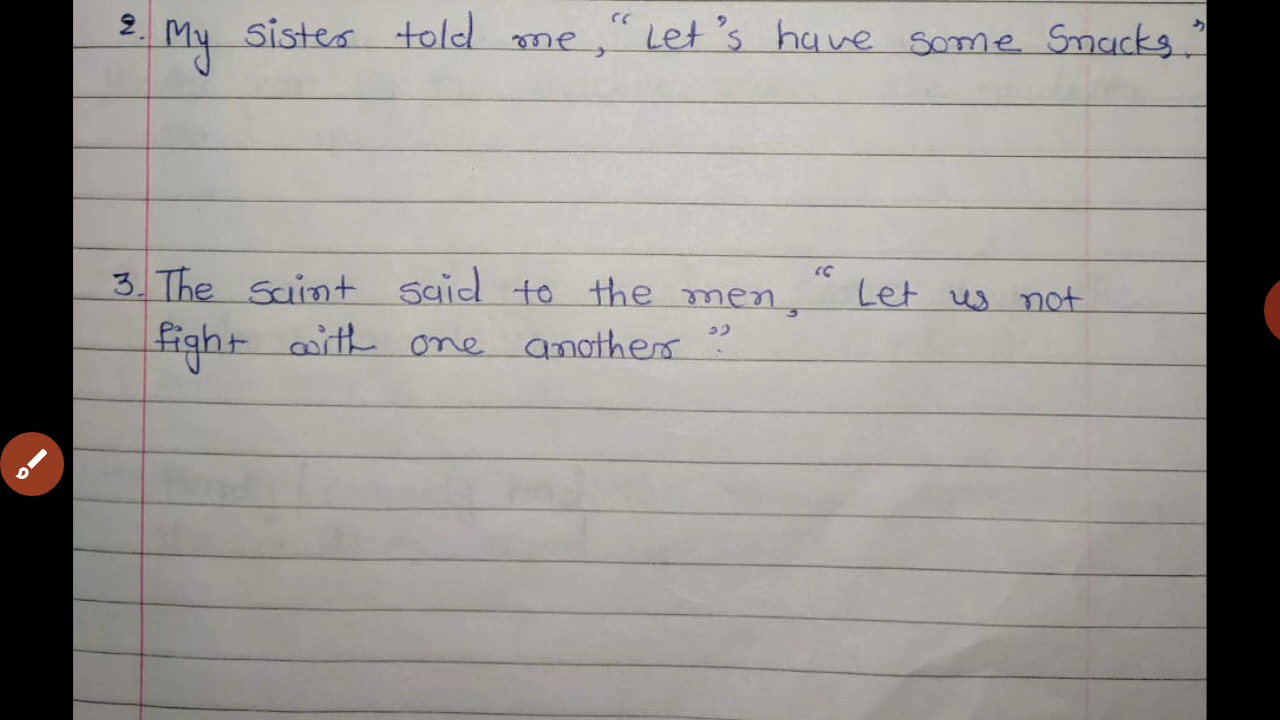 2. My sister told me, "Let's have some Snacks."
3. The saint said to the men, "Let us not
fight with one another".